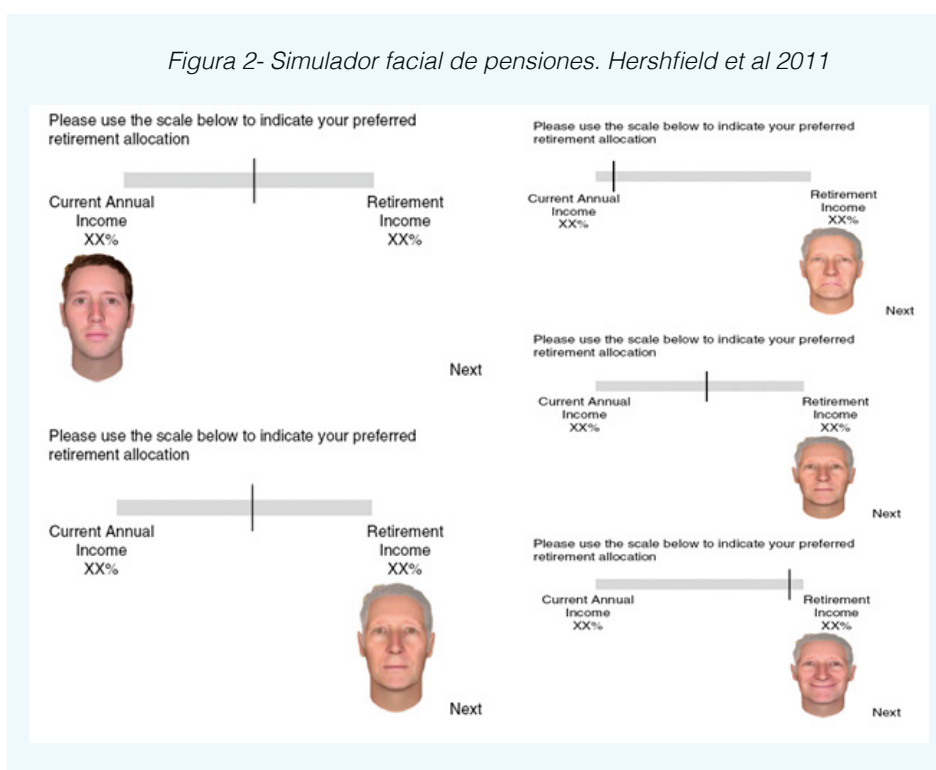 Figura 2- Simulador facial de pensiones. Hershfield et al 2011
Please use the scale below to indicate your preferred
retirement allocation
Current Annual
Income
XX%
Retirement
Income
XX%
Next
Please use the scale below to indicate your preferred
retirement allocation
Current Annual
Income
XX%
Retirement
Income
XX%
Next
Please use the scale below to indicate your preferred
retirement allocation
Current Annual
Income
XX%
Retirement
Income
XX%
Next
Please use the scale below to indicate your preferred
retirement allocation
Current Annual
Income
XX%
Retirement
Income
XX%
Next
Please use the scale below to indicate your preferred
retirement allocation
Current Annual
Income
XX%
Retirement
Income
XX%
Next